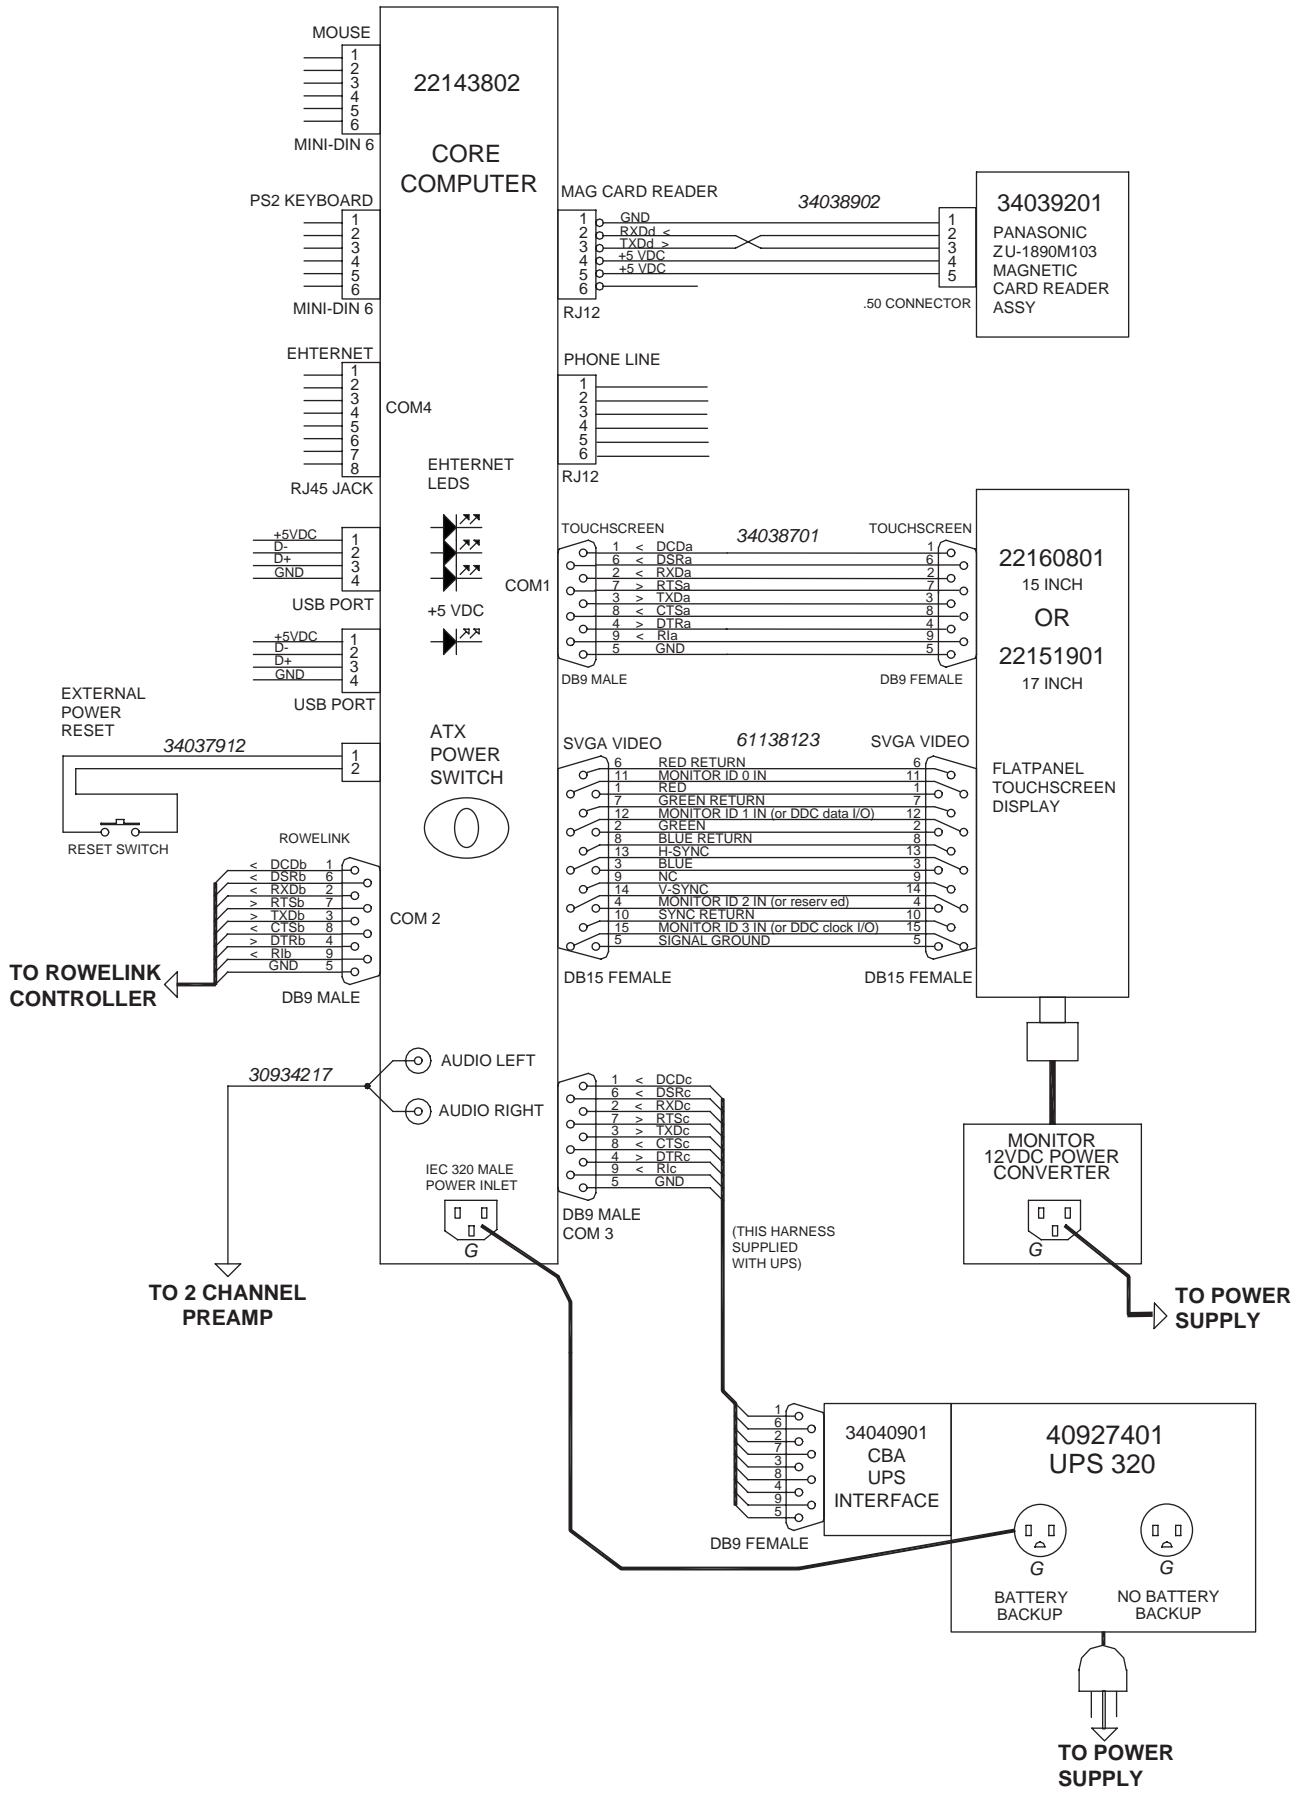 MOUSE
1
2
3
4
5
6
MINI-DIN 6
22143802
CORE
COMPUTER
PS2 KEYBOARD
1
2
3
4
5
6
MINI-DIN 6
MAG CARD READER
34038902
1 GND 1
2 RXDd < 2
3 TXDd > 3
4 +5 VDC 4
5 +5 VDC 5
6
RJ12
.50 CONNECTOR
34039201
PANASONIC
ZU-1890M103
MAGNETIC
CARD READER
ASSY
EHTERNET
1
2
3
4
5
6
7
8
RJ45 JACK
COM4
PHONE LINE
1
2
3
4
5
6
RJ12
EHTERNET
LEDS
+5 VDC
+5VDC 1
D- 2
D+ 3
GND 4
USB PORT
+5VDC 1
D- 2
D+ 3
GND 4
USB PORT
TOUCHSCREEN
34038701
TOUCHSCREEN
COM1
1 < DCDa 1
6 < DSRa 6
2 < RXDa 2
7 > RTSa 7
3 > TXDa 3
8 < CTSa 8
4 > DTRa 4
9 < RIa 9
5 GND 5
DB9 MALE
DB9 FEMALE
22160801
15 INCH
OR
22151901
17 INCH
FLATPANEL
TOUCHSCREEN
DISPLAY
EXTERNAL
POWER
RESET
34037912
1
2
RESET SWITCH
ATX
POWER
SWITCH
SVGA VIDEO
61138123
SVGA VIDEO
6 RED RETURN 6
11 MONITOR ID 0 IN 11
1 RED 1
7 GREEN RETURN 7
12 MONITOR ID 1 IN (or DDC data I/O) 12
2 GREEN 2
8 BLUE RETURN 8
13 H-SYNC 13
3 BLUE 3
9 NC 9
14 V-SYNC 14
4 MONITOR ID 2 IN (or reserv ed) 4
10 SYNC RETURN 10
15 MONITOR ID 3 IN (or DDC clock I/O) 15
5 SIGNAL GROUND 5
DB15 FEMALE
DB15 FEMALE
ROWELINK
< DCDb 1
< DSRb 6
< RXDb 2
> RTSb 7
> TXDb 3
< CTSb 8
> DTRb 4
< RIb 9
GND 5
COM 2
DB9 MALE
TO ROWELINK
CONTROLLER
30934217
AUDIO LEFT
AUDIO RIGHT
TO 2 CHANNEL
PREAMP
IEC 320 MALE
POWER INLET
G
1 < DCDc
6 < DSRc
2 < RXDc
7 > RTSc
3 > TXDc
8 < CTSc
4 > DTRc
9 < RIc
5 GND
DB9 MALE
COM 3
(THIS HARNESS
SUPPLIED
WITH UPS)
MONITOR
12VDC POWER
CONVERTER
G
TO POWER
SUPPLY
1
6
2
7
3
8
4
9
5
DB9 FEMALE
34040901
CBA
UPS
INTERFACE
40927401
UPS 320
G
G
BATTERY
BACKUP
NO BATTERY
BACKUP
TO POWER
SUPPLY